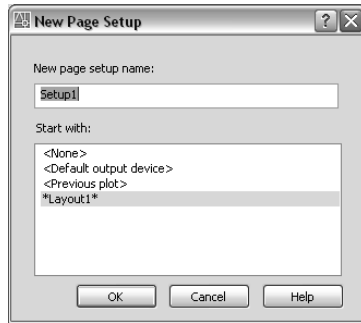 New Page Setup
New page setup name:
Setup1
Start with:
<None>
<Default output device>
<Previous plot>
*Layout1*
OK Cancel Help